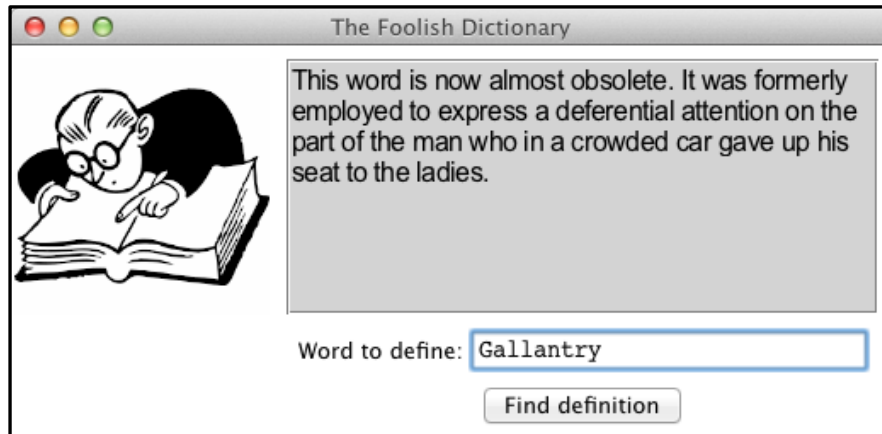 The Foolish Dictionary
This word is now almost obsolete. It was formerly
employed to express a deferential attention on the
part of the man who in a crowded car gave up his
seat to the ladies.
Word to define: Gallantry
Find definition